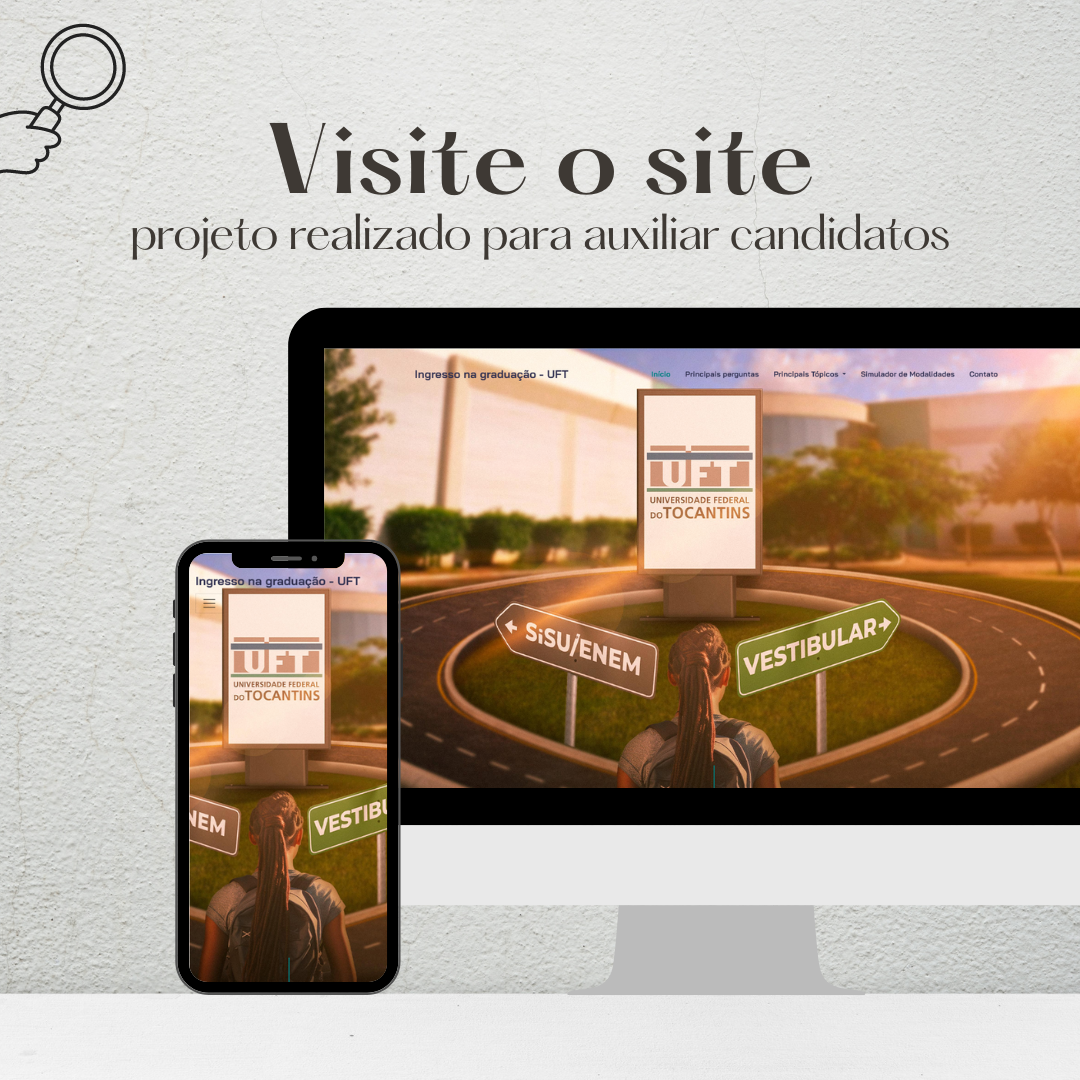 Visite o site
projeto realizado para auxiliar candidatos
Ingresso na graduação - UFT
Início Principais perguntas Principais Tópicos Simulador de Modalidades Contato
UFT
UNIVERSIDADE FEDERAL
DO TOCANTINS
SiSU/ENEM
VESTIBULAR
Ingresso na graduação - UFT
UFT
UNIVERSIDADE FEDERAL
DO TOCANTINS
NEM
VESTIBU